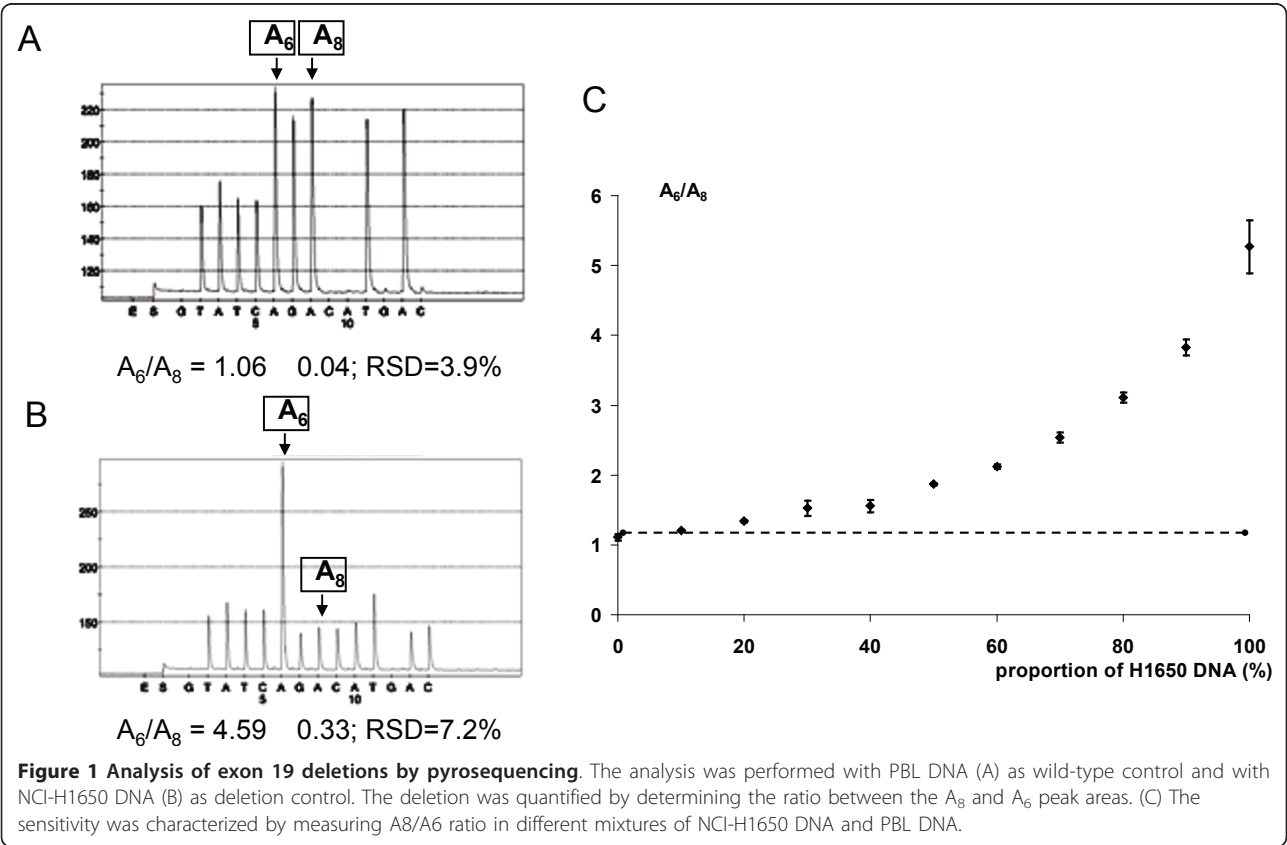 A
A6 A8
220
200
180
160
140
120
E S G T A T C A G A C A T G A C
5 10
A6/A8 = 1.06 0.04; RSD=3.9%
B
A6
A8
250
200
150
E S G T A T C A G A C A T G A C
5 10
A6/A8 = 4.59 0.33; RSD=7.2%
C
A6/A8
6
5
4
3
2
1
0
0 20 40 60 80 100
proportion of H1650 DNA (%)
Figure 1 Analysis of exon 19 deletions by pyrosequencing. The analysis was performed with PBL DNA (A) as wild-type control and with
NCI-H1650 DNA (B) as deletion control. The deletion was quantified by determining the ratio between the A8 and A6 peak areas. (C) The
sensitivity was characterized by measuring A8/A6 ratio in different mixtures of NCI-H1650 DNA and PBL DNA.